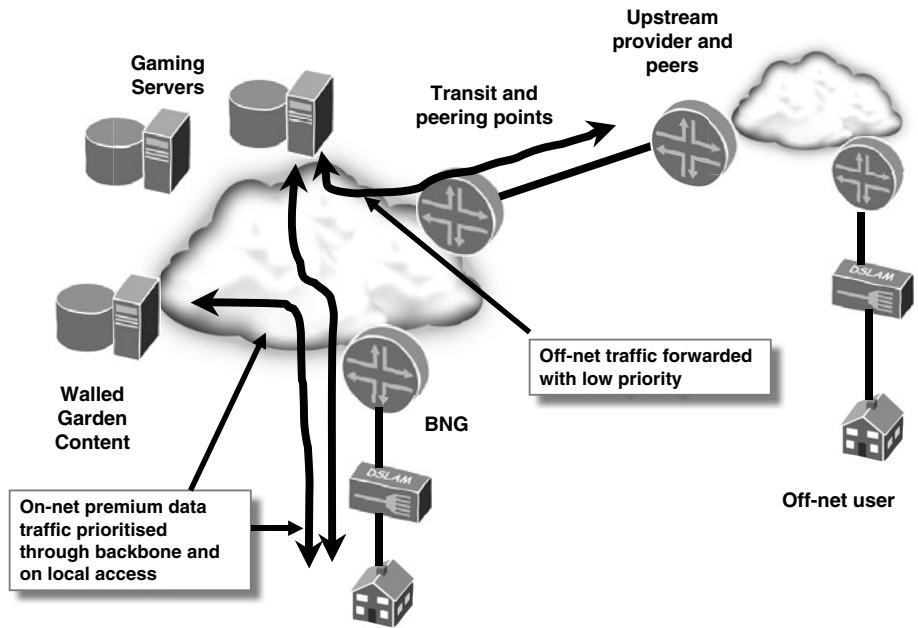 Upstream
provider and
peers
Gaming
Servers
Transit and
peering points
DSLAM
Off-net traffic forwarded
with low priority
Walled
Garden
Content
BNG
DSLAM
Off-net user
On-net premium data
traffic prioritised
through backbone and
on local access